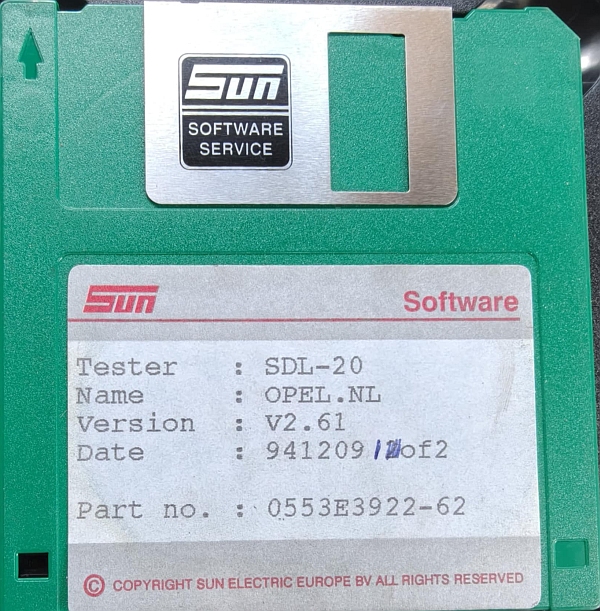 Sun
SOFTWARE
SERVICE
Sun Software
Tester : SDL-20
Name : OPEL.NL
Version : V2.61
Date : 941209 of2
Part no. : 0553E3922-62
© COPYRIGHT SUN ELECTRIC EUROPE BV ALL RIGHTS RESERVED